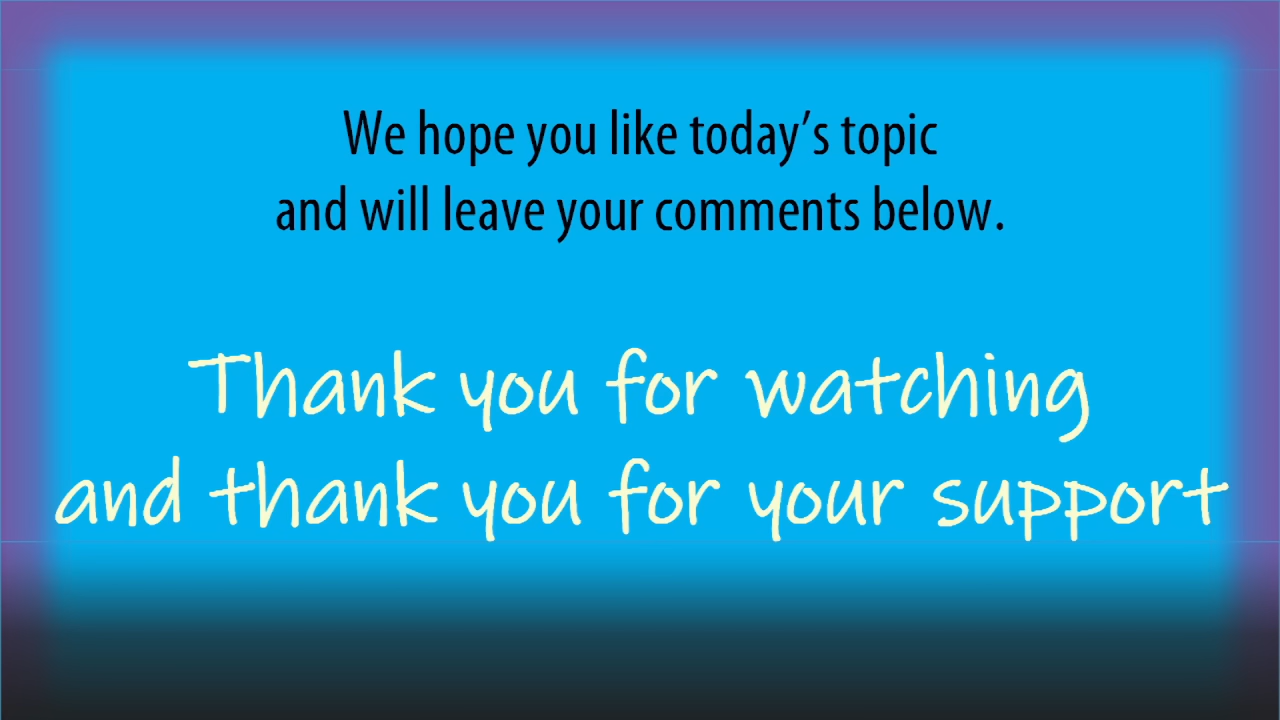 We hope you like today’s topic
and will leave your comments below.
Thank you for watching
and thank you for your support